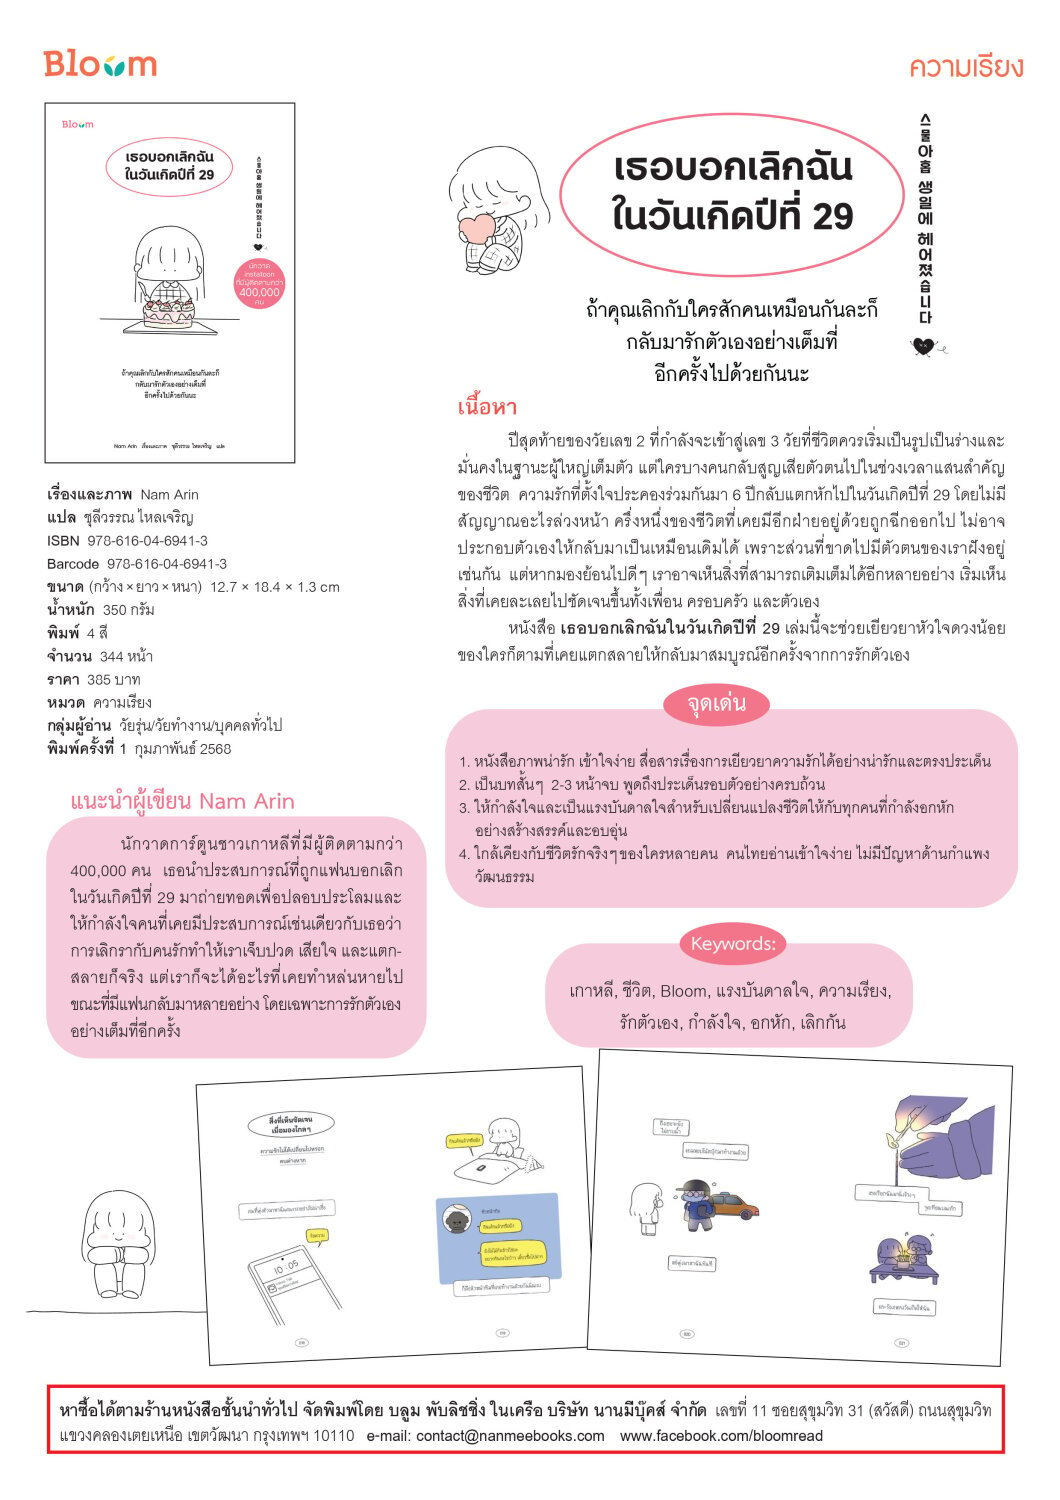 Bloom
ความเรียง
Bloom
เธอบอกเลิกฉัน
ในวันเกิดปีที่ 29
스물아홉 생일에 헤어졌습니다
นักวาด
instatoon
ที่มีผู้ติดตามกว่า
400,000
คน
ถ้าคุณเลิกกับใครสักคนเหมือนกันละก็
กลับมารักตัวเองอย่างเต็มที่
อีกครั้งไปด้วยกันนะ
Nam Arin เรื่องและภาพ ชุลีวรรณ ไหลเจริญ แปล
เธอบอกเลิกฉัน
ในวันเกิดปีที่ 29
스물아홉 생일에 헤어졌습니다
ถ้าคุณเลิกกับใครสักคนเหมือนกันละก็
กลับมารักตัวเองอย่างเต็มที่
อีกครั้งไปด้วยกันนะ
เรื่องและภาพ Nam Arin
แปล ชุลีวรรณ ไหลเจริญ
ISBN 978-616-04-6941-3
Barcode 978-616-04-6941-3
ขนาด (กว้าง × ยาว × หนา) 12.7 × 18.4 × 1.3 cm
น้ำหนัก 350 กรัม
พิมพ์ 4 สี
จำนวน 344 หน้า
ราคา 385 บาท
หมวด ความเรียง
กลุ่มผู้อ่าน วัยรุ่น/วัยทำงาน/บุคคลทั่วไป
พิมพ์ครั้งที่ 1 กุมภาพันธ์ 2568
เนื้อหา
ปีสุดท้ายของวัยเลข 2 ที่กำลังจะเข้าสู่เลข 3 วัยที่ชีวิตควรเริ่มเป็นรูปเป็นร่างและ
มั่นคงในฐานะผู้ใหญ่เต็มตัว แต่ใครบางคนกลับสูญเสียตัวตนไปในช่วงเวลาแสนสำคัญ
ของชีวิต ความรักที่ตั้งใจประคองร่วมกันมา 6 ปีกลับแตกหักไปในวันเกิดปีที่ 29 โดยไม่มี
สัญญาณอะไรล่วงหน้า ครึ่งหนึ่งของชีวิตที่เคยมีอีกฝ่ายอยู่ด้วยถูกฉีกออกไป ไม่อาจ
ประกอบตัวเองให้กลับมาเป็นเหมือนเดิมได้ เพราะส่วนที่ขาดไปมีตัวตนของเราฝังอยู่
เช่นกัน แต่หากมองย้อนไปดีๆ เราอาจเห็นสิ่งที่สามารถเติมเต็มได้อีกหลายอย่าง เริ่มเห็น
สิ่งที่เคยละเลยไปชัดเจนขึ้นทั้งเพื่อน ครอบครัว และตัวเอง
หนังสือ เธอบอกเลิกฉันในวันเกิดปีที่ 29 เล่มนี้จะช่วยเยียวยาหัวใจดวงน้อย
ของใครก็ตามที่เคยแตกสลายให้กลับมาสมบูรณ์อีกครั้งจากการรักตัวเอง
จุดเด่น
1. หนังสือภาพน่ารัก เข้าใจง่าย สื่อสารเรื่องการเยียวยาความรักได้อย่างน่ารักและตรงประเด็น
2. เป็นบทสั้นๆ 2-3 หน้าจบ พูดถึงประเด็นรอบตัวอย่างครบถ้วน
3. ให้กำลังใจและเป็นแรงบันดาลใจสำหรับเปลี่ยนแปลงชีวิตให้กับทุกคนที่กำลังอกหัก
อย่างสร้างสรรค์และอบอุ่น
4. ใกล้เคียงกับชีวิตรักจริงๆของใครหลายคน คนไทยอ่านเข้าใจง่าย ไม่มีปัญหาด้านกำแพง
วัฒนธรรม
แนะนำผู้เขียน Nam Arin
นักวาดการ์ตูนชาวเกาหลีที่มีผู้ติดตามกว่า
400,000 คน เธอนำประสบการณ์ที่ถูกแฟนบอกเลิก
ในวันเกิดปีที่ 29 มาถ่ายทอดเพื่อปลอบประโลมและ
ให้กำลังใจคนที่เคยมีประสบการณ์เช่นเดียวกับเธอว่า
การเลิกรากับคนรักทำให้เราเจ็บปวด เสียใจ และแตก-
สลายก็จริง แต่เราก็จะได้อะไรที่เคยทำหล่นหายไป
ขณะที่มีแฟนกลับมาหลายอย่าง โดยเฉพาะการรักตัวเอง
อย่างเต็มที่อีกครั้ง
Keywords:
เกาหลี, ชีวิต, Bloom, แรงบันดาลใจ, ความเรียง,
รักตัวเอง, กำลังใจ, อกหัก, เลิกกัน
สิ่งที่เห็นชัดเจน
เมื่อมองไกลๆ
10:05
หาซื้อได้ตามร้านหนังสือชั้นนำทั่วไป จัดพิมพ์โดย บลูม พับลิชชิ่ง ในเครือ บริษัท นานมีบุ๊คส์ จำกัด เลขที่ 11 ซอยสุขุมวิท 31 (สวัสดี) ถนนสุขุมวิท
แขวงคลองเตยเหนือ เขตวัฒนา กรุงเทพฯ 10110 e-mail: contact@nanmeebooks.com www.facebook.com/bloomread